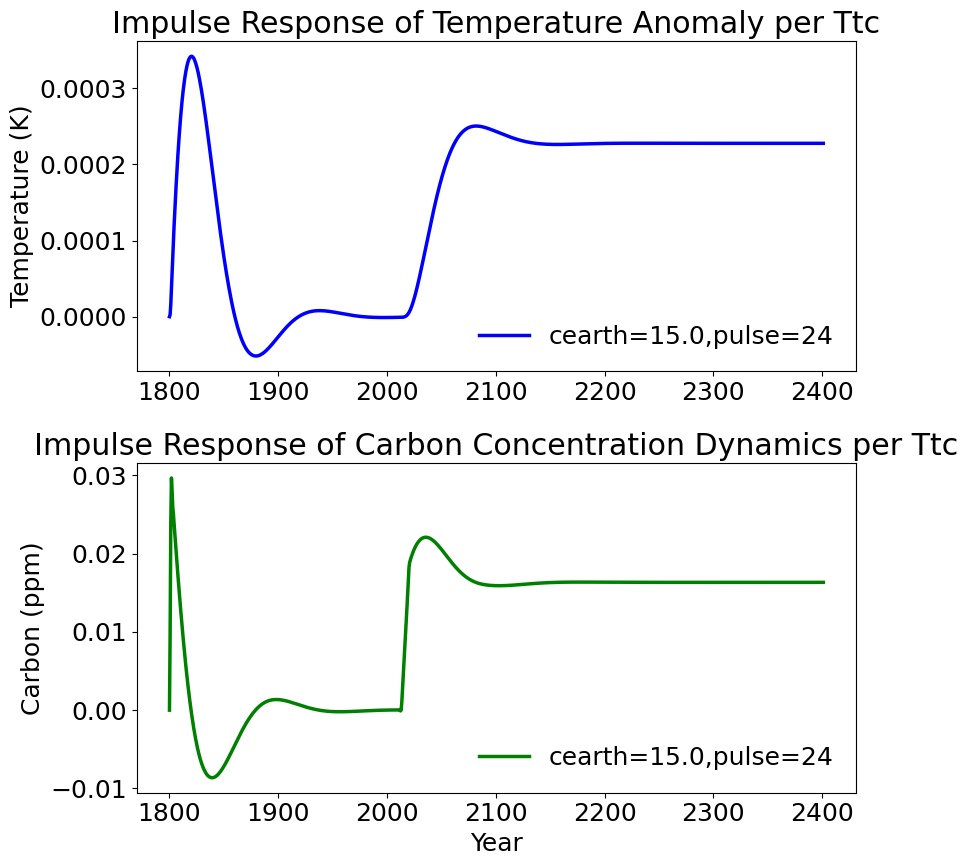 Impulse Response of Temperature Anomaly per Ttc
Temperature (K)
0.0003
0.0002
0.0001
0.0000
cearth=15.0,pulse=24
1800 1900 2000 2100 2200 2300 2400
Impulse Response of Carbon Concentration Dynamics per Ttc
Carbon (ppm)
0.03
0.02
0.01
0.00
−0.01
cearth=15.0,pulse=24
1800 1900 2000 2100 2200 2300 2400
Year